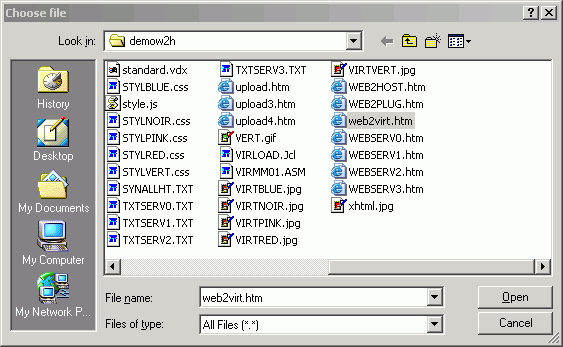 Choose file
Look in: demow2h
History
Desktop
My Documents
My Computer
My Network P...
standard.vdx
STYLBLUE.css
style.js
STYLNOIR.css
STYLPINK.css
STYLRED.css
STYLVERT.css
SYNALLHT.TXT
TXTSERV0.TXT
TXTSERV1.TXT
TXTSERV2.TXT
TXTSERV3.TXT
upload.htm
upload3.htm
upload4.htm
VERT.gif
VIRLOAD.Jcl
VIRMM01.ASM
VIRTBLUE.jpg
VIRTNOIR.jpg
VIRTPINK.jpg
VIRTRED.jpg
VIRTVERT.jpg
WEB2HOST.htm
WEB2PLUG.htm
web2virt.htm
WEBSERV0.htm
WEBSERV1.htm
WEBSERV2.htm
WEBSERV3.htm
xhtml.jpg
File name: web2virt.htm Open
Files of type: All Files (*.*) Cancel